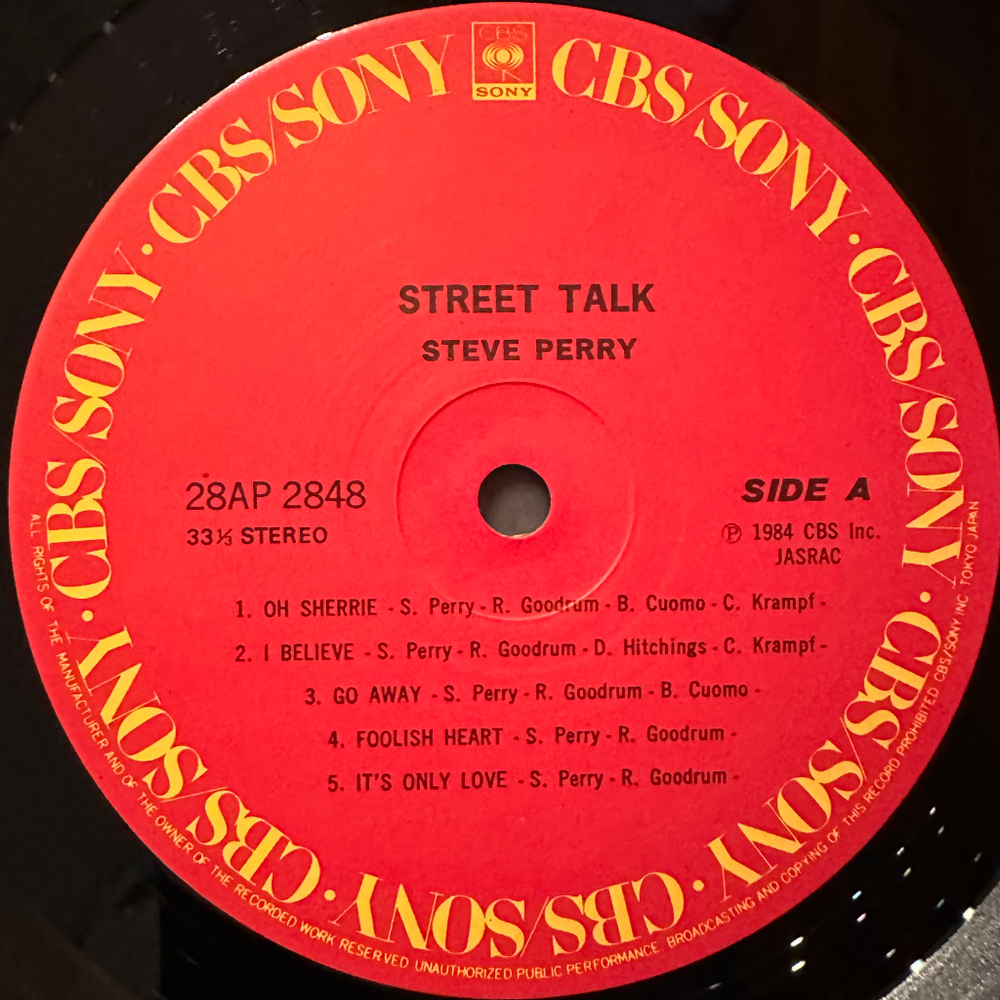 CBS
SONY
CBS/SONY · CBS/SONY · CBS/SONY · CBS/SONY · CBS/SONY · CBS/SONY · CBS/SONY
STREET TALK
STEVE PERRY
28AP 2848
33⅓ STEREO
SIDE A
℗ 1984 CBS Inc.
JASRAC
1. OH SHERRIE - S. Perry - R. Goodrum - B. Cuomo - C. Krampf -
2. I BELIEVE - S. Perry - R. Goodrum - D. Hitchings - C. Krampf -
3. GO AWAY - S. Perry - R. Goodrum - B. Cuomo -
4. FOOLISH HEART - S. Perry - R. Goodrum -
5. IT'S ONLY LOVE - S. Perry - R. Goodrum -
ALL RIGHTS OF THE MANUFACTURER AND OF THE OWNER OF THE RECORDED WORK RESERVED UNAUTHORIZED PUBLIC PERFORMANCE. BROADCASTING AND COPYING OF THIS RECORD PROHIBITED CBS/SONY INC TOKYO JAPAN